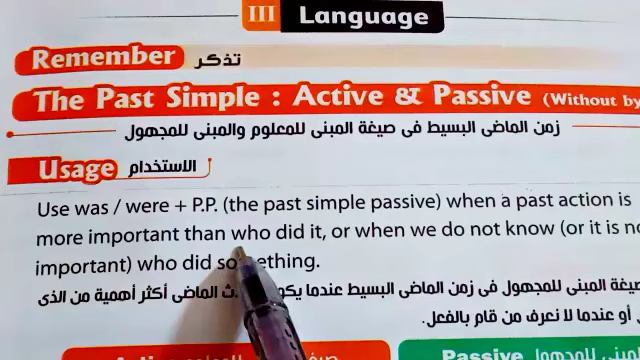 III Language
Remember تذكر
The Past Simple : Active & Passive (Without by
زمن الماضى البسيط فى صيغة المبنى للمعلوم والمبنى للمجهول
Usage الاستخدام
Use was / were + P.P. (the past simple passive) when a past action is
more important than who did it, or when we do not know (or it is no
important) who did something.
صيغة المبنى للمجهول فى زمن الماضى البسيط عندما الماضى أكثر أهمية من الذى
أو عندما لا نعرف من قام بالفعل.
Passive المبنى للمجهول